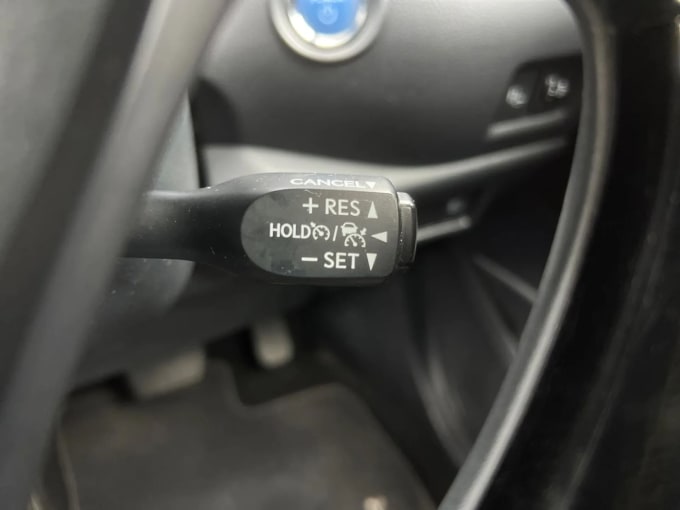 CANCEL▼
+ RES ▲
HOLD / ◀
− SET ▼